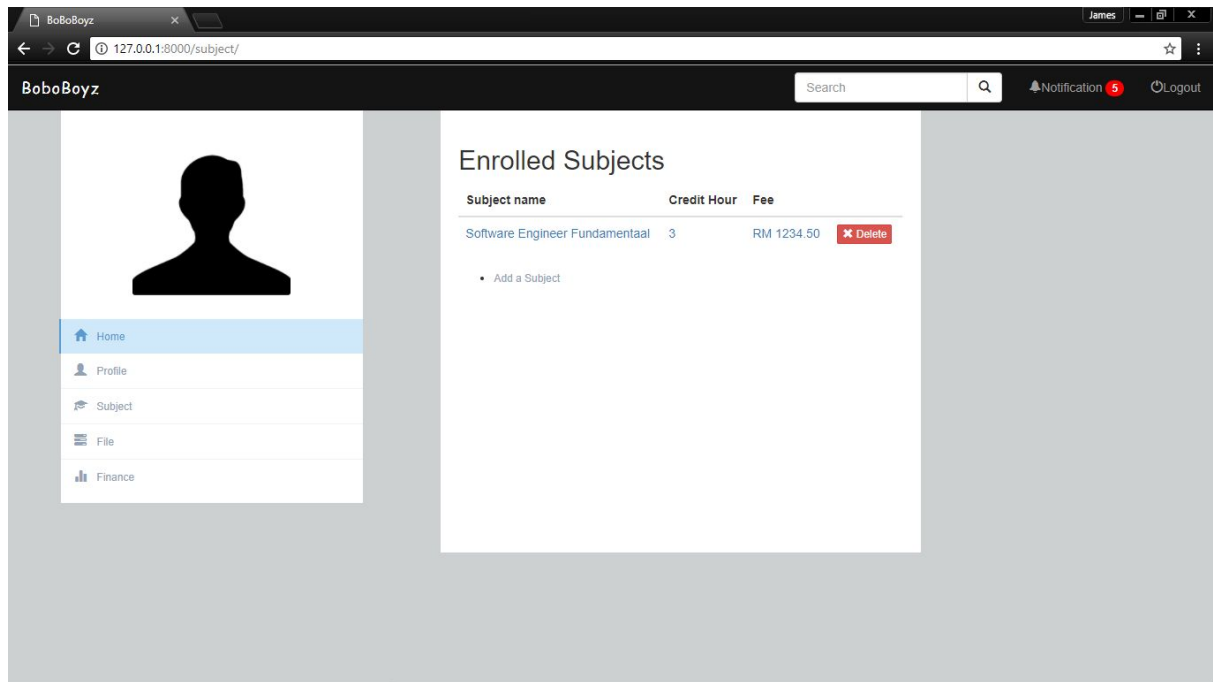 BoBoBoyz
James
127.0.0.1:8000/subject/
BoboBoyz
Search
Notification 5
Logout
Enrolled Subjects
Subject name Credit Hour Fee
Software Engineer Fundamentaal 3 RM 1234.50 Delete
Add a Subject
Home
Profile
Subject
File
Finance